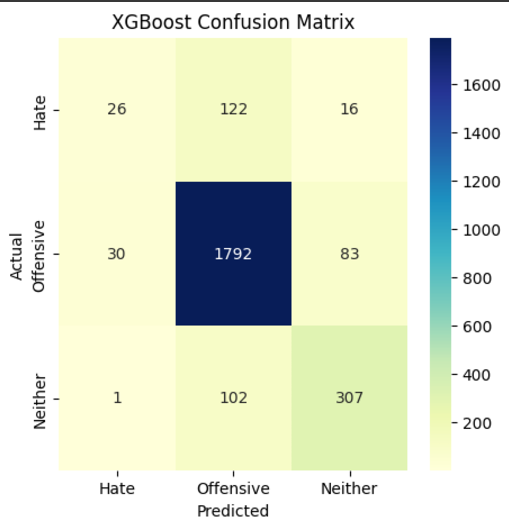 XGBoost Confusion Matrix
Actual
Hate
Offensive
Neither
26 122 16
30 1792 83
1 102 307
Hate Offensive Neither
Predicted
1600
1400
1200
1000
800
600
400
200